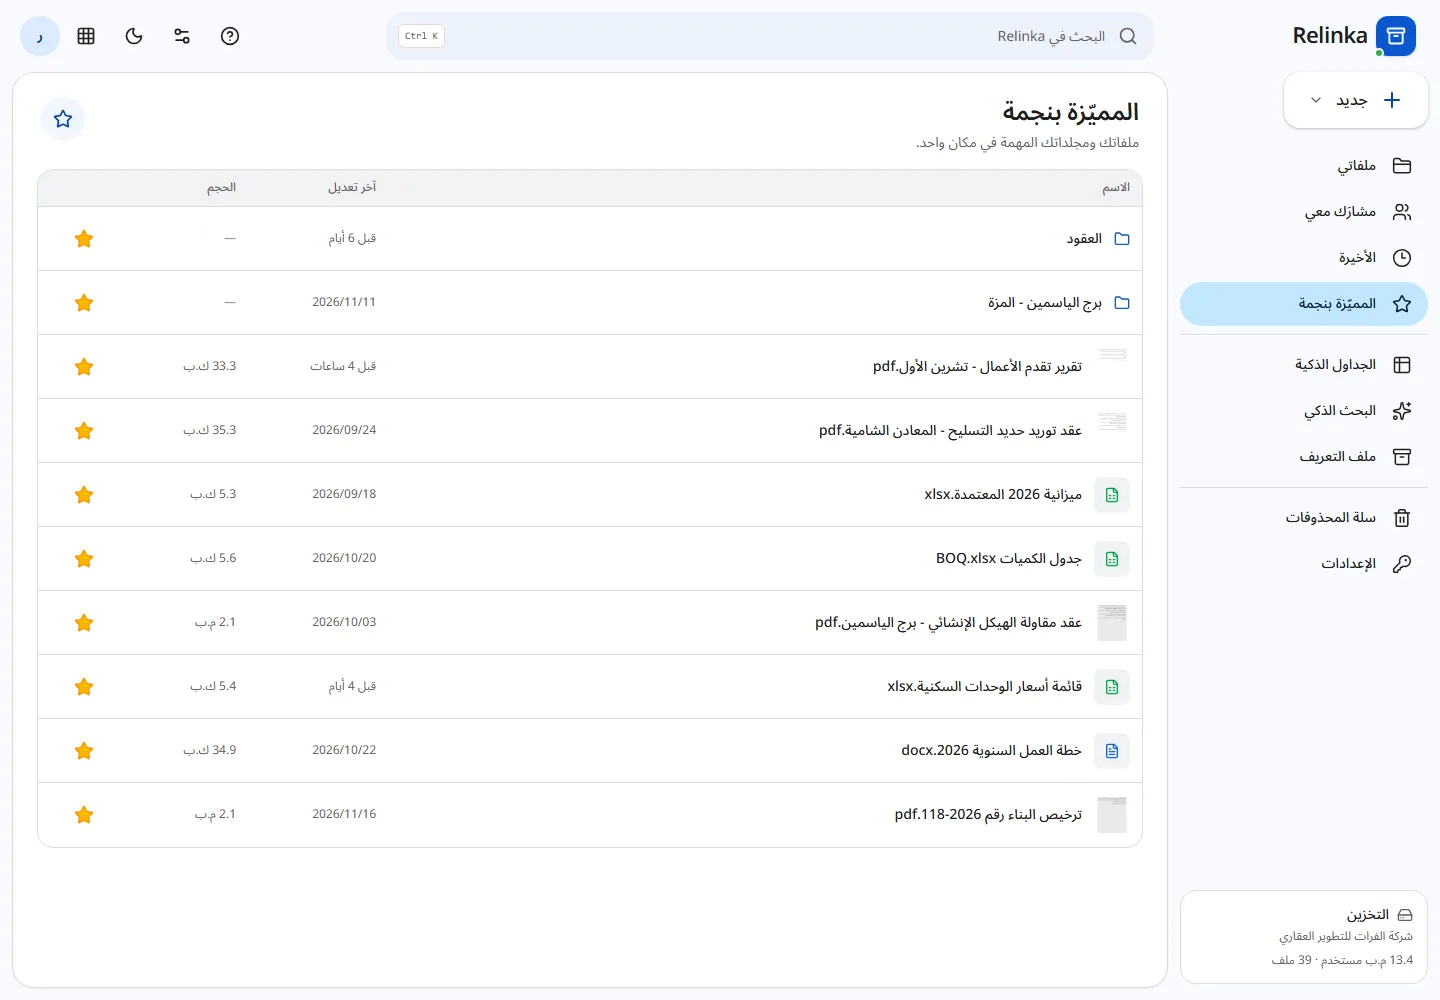 Relinka
البحث في Relinka
Ctrl K
ر
جديد
ملفاتي
مشارَك معي
الأخيرة
المميّزة بنجمة
الجداول الذكية
البحث الذكي
ملف التعريف
سلة المحذوفات
الإعدادات
التخزين
شركة الفرات للتطوير العقاري
13.4 م.ب مستخدم · 39 ملف
المميّزة بنجمة
ملفاتك ومجلداتك المهمة في مكان واحد.
الاسم آخر تعديل الحجم
العقود قبل 6 أيام —
برج الياسمين - المزة 2026/11/11 —
تقرير تقدم الأعمال - تشرين الأول.pdf قبل 4 ساعات 33.3 ك.ب
عقد توريد حديد التسليح - المعادن الشامية.pdf 2026/09/24 35.3 ك.ب
ميزانية 2026 المعتمدة.xlsx 2026/09/18 5.3 ك.ب
جدول الكميات BOQ.xlsx 2026/10/20 5.6 ك.ب
عقد مقاولة الهيكل الإنشائي - برج الياسمين.pdf 2026/10/03 2.1 م.ب
قائمة أسعار الوحدات السكنية.xlsx قبل 4 أيام 5.4 ك.ب
خطة العمل السنوية 2026.docx 2026/10/22 34.9 ك.ب
ترخيص البناء رقم 2026-118.pdf 2026/11/16 2.1 م.ب